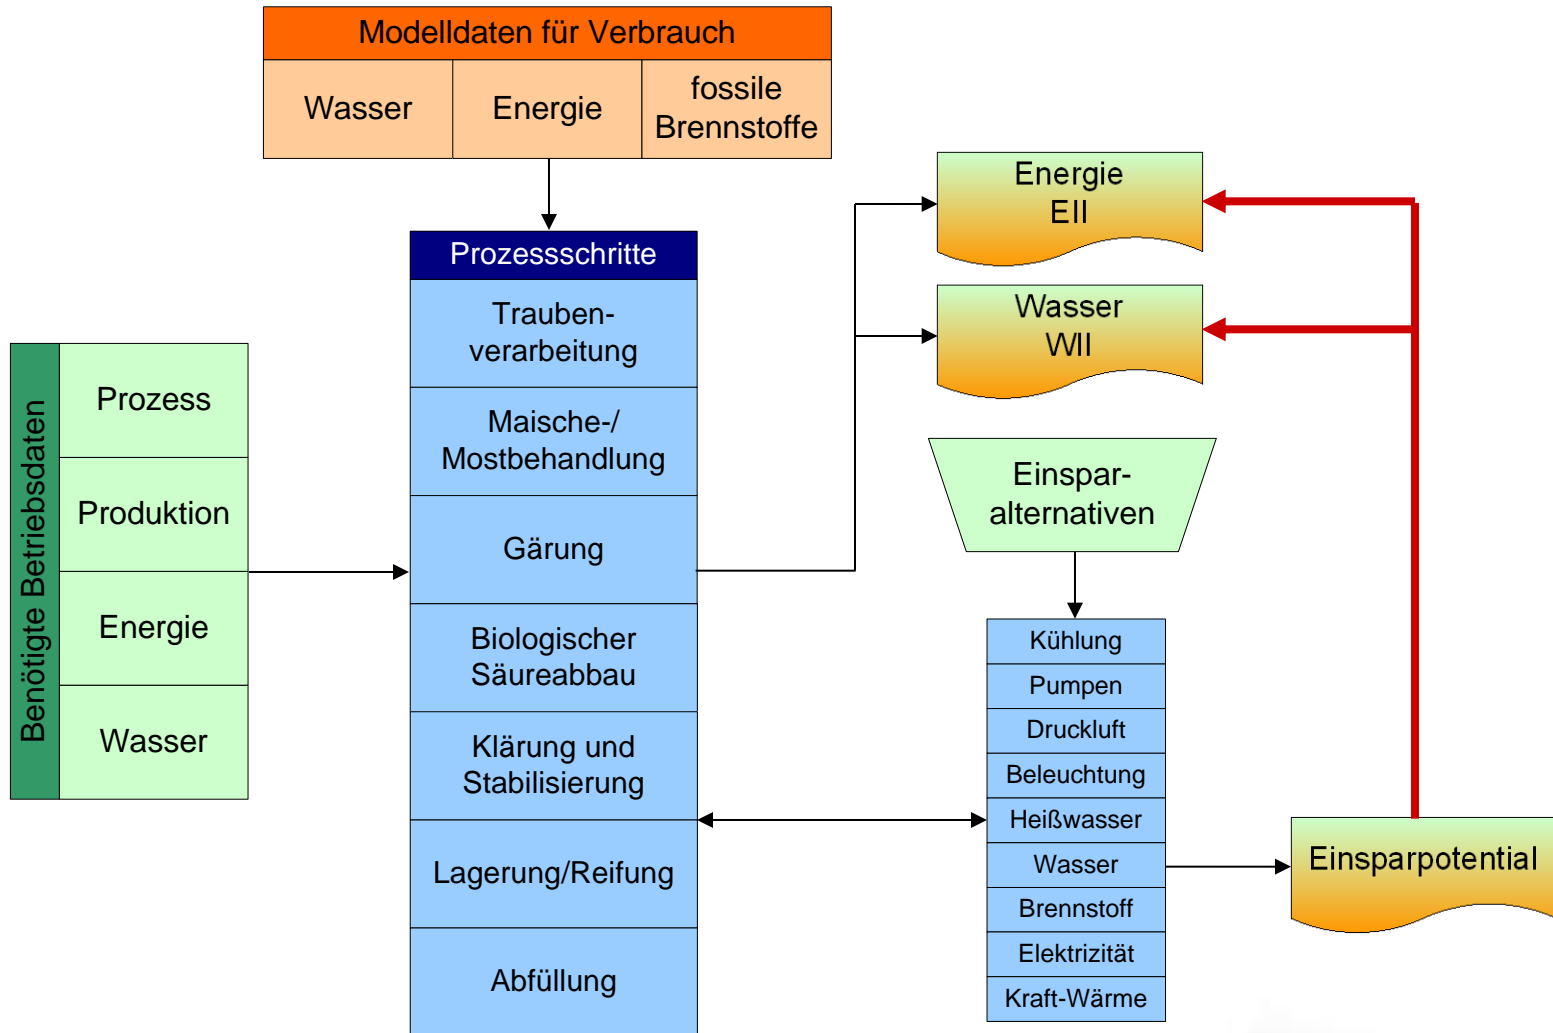 Modelldaten für Verbrauch
Wasser
Energie
fossile
Brennstoffe
Benötigte Betriebsdaten
Prozess
Produktion
Energie
Wasser
Prozessschritte
Trauben-
verarbeitung
Maische-/
Mostbehandlung
Gärung
Biologischer
Säureabbau
Klärung und
Stabilisierung
Lagerung/Reifung
Abfüllung
Energie
EII
Wasser
WII
Einspar-
alternativen
Kühlung
Pumpen
Druckluft
Beleuchtung
Heißwasser
Wasser
Brennstoff
Elektrizität
Kraft-Wärme
Einsparpotential